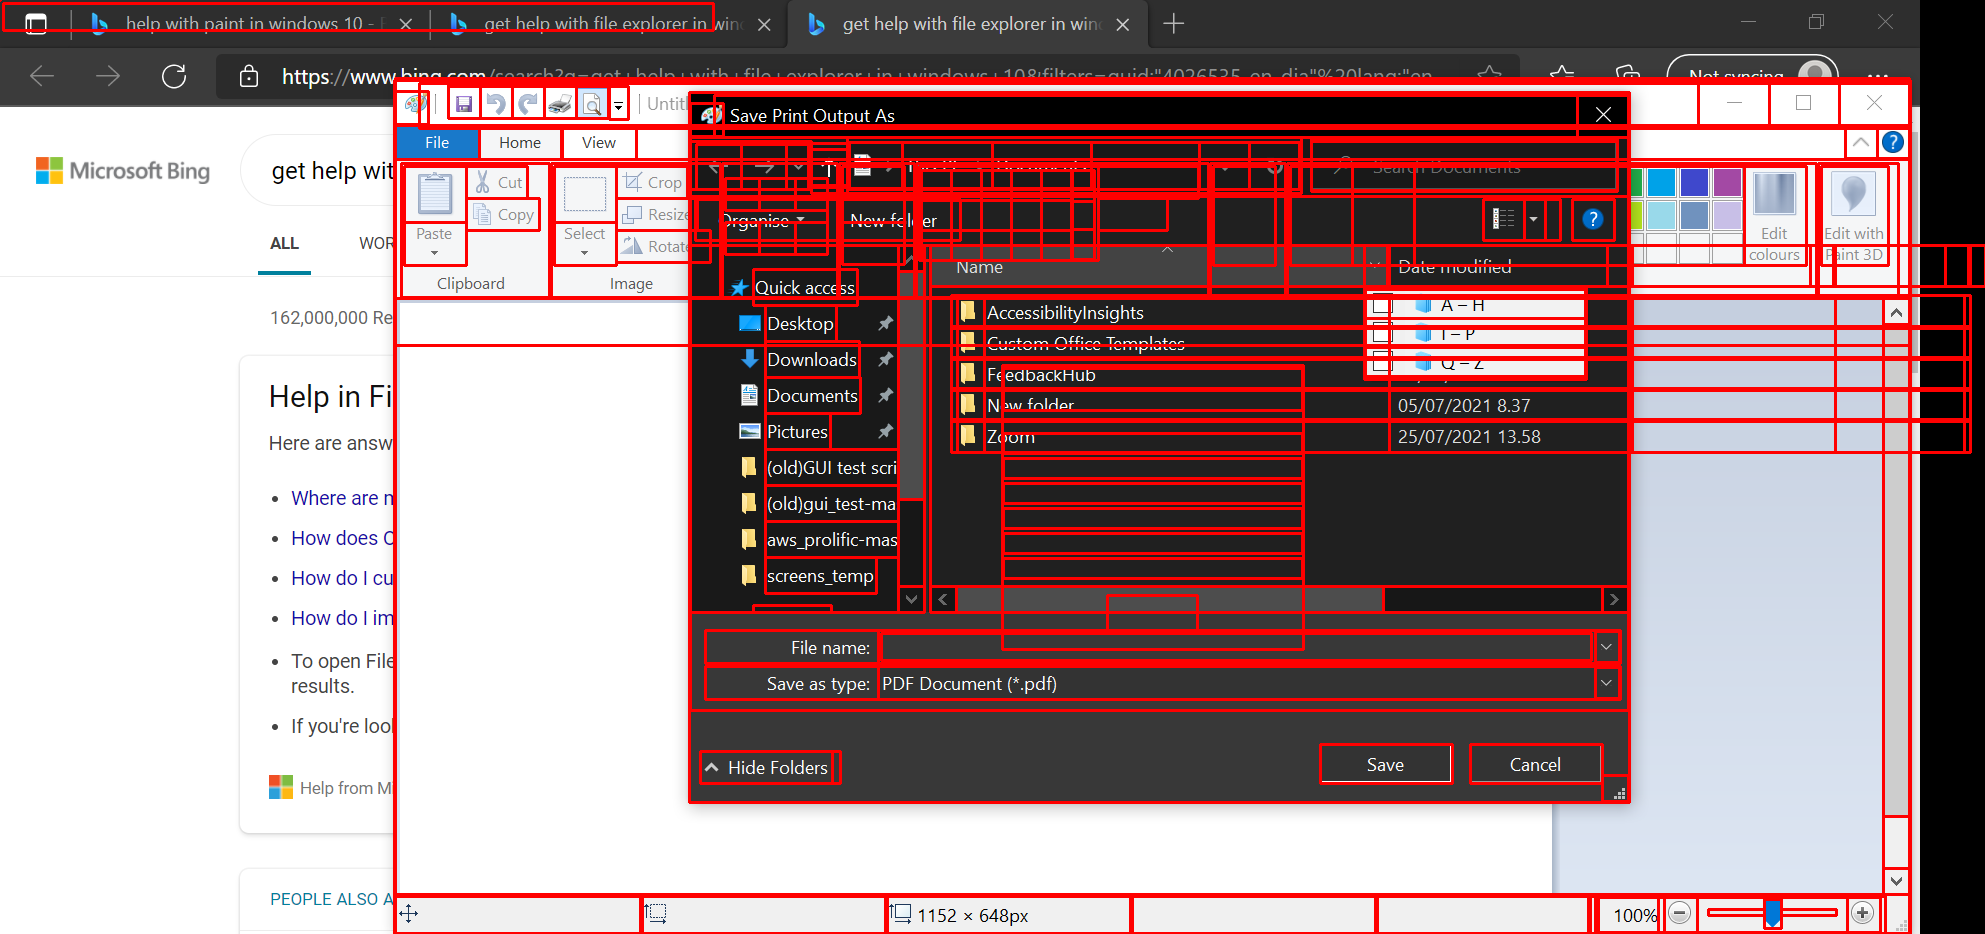 help with paint in windows 10 -
get help with file explorer in win
get help with file explorer in win
https://www.bing.com/search?q=get+help+with+file+explorer+in+windows+10&filters=guid:"4026535-en-dia"%20lang:"en
Not syncing
Microsoft Bing
get help wit
ALL
WOR
162,000,000 Re
Help in Fi
Here are answ
Where are m
How does C
How do I cu
How do I im
To open File
results.
If you're lool
Help from Mi
PEOPLE ALSO A
Untitl
File
Home
View
Paste
Cut
Copy
Clipboard
Select
Crop
Resize
Rotate
Image
Edit
colours
Edit with
Paint 3D
Save Print Output As
Search Documents
Organise
New folder
Quick access
Desktop
Downloads
Documents
Pictures
(old)GUI test scri
(old)gui_test-ma
aws_prolific-mas
screens_temp
Name
Date modified
AccessibilityInsights
Custom Office Templates
FeedbackHub
New folder
05/07/2021 8.37
Zoom
25/07/2021 13.58
A – H
I – P
Q – Z
File name:
Save as type:
PDF Document (*.pdf)
Hide Folders
Save
Cancel
1152 × 648px
100%